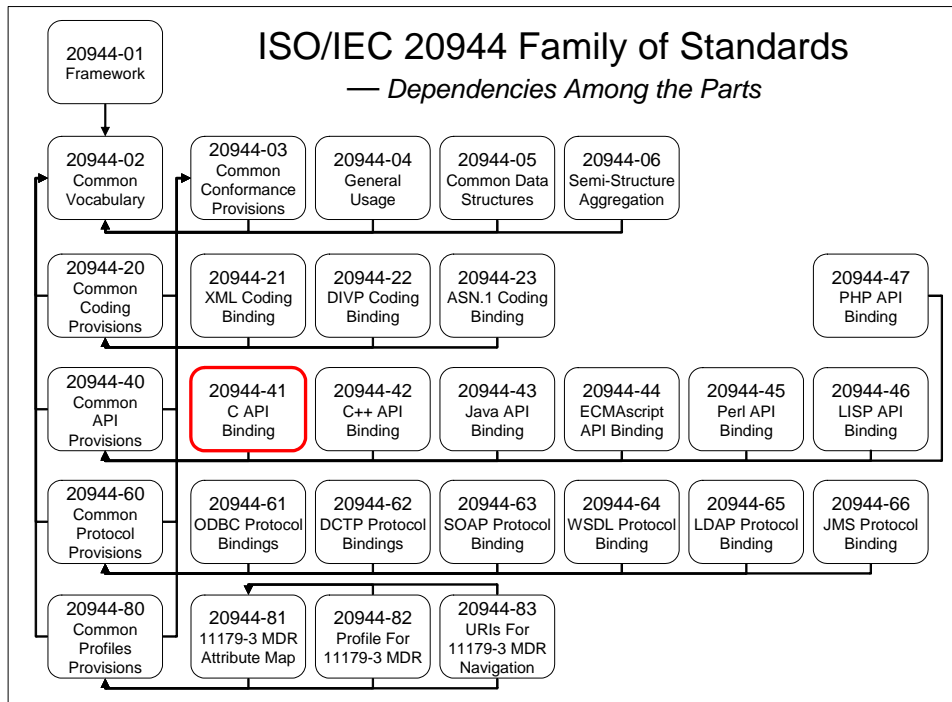 ISO/IEC 20944 Family of Standards
— Dependencies Among the Parts
20944-01
Framework
20944-02
Common
Vocabulary
20944-03
Common
Conformance
Provisions
20944-04
General
Usage
20944-05
Common Data
Structures
20944-06
Semi-Structure
Aggregation
20944-20
Common
Coding
Provisions
20944-21
XML Coding
Binding
20944-22
DIVP Coding
Binding
20944-23
ASN.1 Coding
Binding
20944-47
PHP API
Binding
20944-40
Common
API
Provisions
20944-41
C API
Binding
20944-42
C++ API
Binding
20944-43
Java API
Binding
20944-44
ECMAscript
API Binding
20944-45
Perl API
Binding
20944-46
LISP API
Binding
20944-60
Common
Protocol
Provisions
20944-61
ODBC Protocol
Bindings
20944-62
DCTP Protocol
Bindings
20944-63
SOAP Protocol
Binding
20944-64
WSDL Protocol
Binding
20944-65
LDAP Protocol
Binding
20944-66
JMS Protocol
Binding
20944-80
Common
Profiles
Provisions
20944-81
11179-3 MDR
Attribute Map
20944-82
Profile For
11179-3 MDR
20944-83
URIs For
11179-3 MDR
Navigation